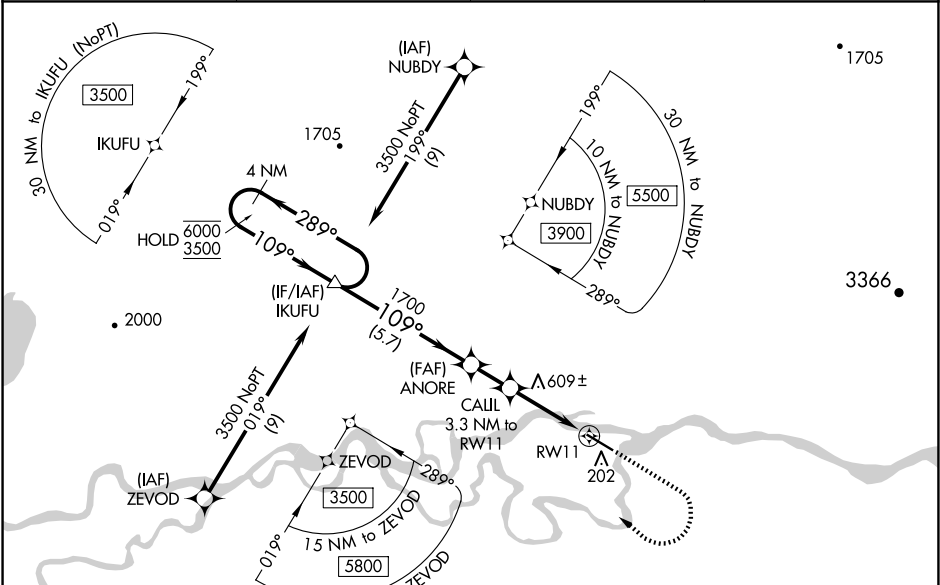 30 NM to IKUFU (NoPT)
3500
199°
IKUFU
019°
(IAF)
NUBDY
3500 NoPT
199°
(9)
1705
1705
199°
30 NM to NUBDY
10 NM to NUBDY
5500
NUBDY
3900
289°
3366
4 NM
289°
HOLD 6000
3500
109°
(IF/IAF)
IKUFU
1700
109°
(5.7)
2000
(FAF)
ANORE
CALIL
3.3 NM to
RW11
609±
RW11
202
3500 NoPT
019°
(9)
(IAF)
ZEVOD
ZEVOD
289°
3500
15 NM to ZEVOD
019°
5800
ZEVOD